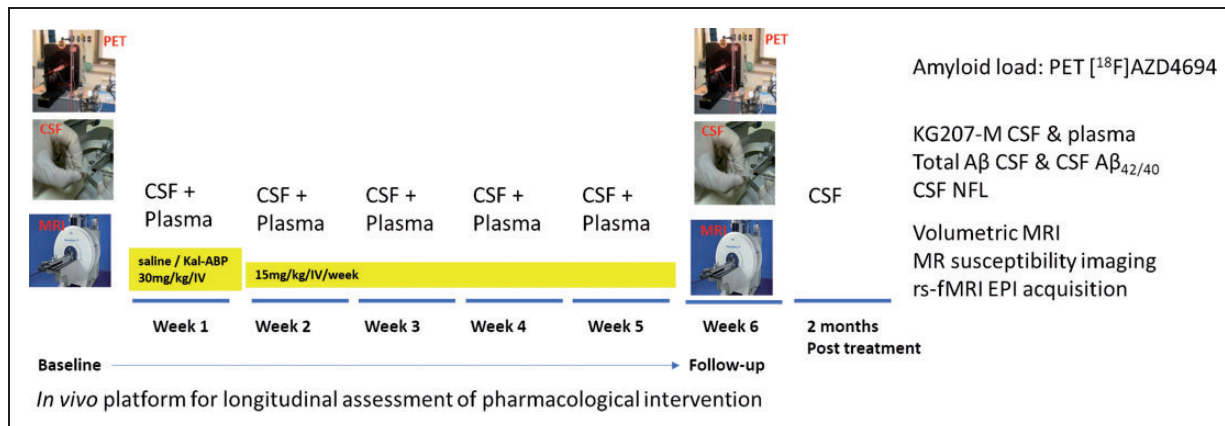 PET
PET
Amyloid load: PET [¹⁸F]AZD4694
CSF
CSF
KG207-M CSF & plasma
Total Aβ CSF & CSF Aβ₄₂/₄₀
CSF NFL
CSF +
Plasma
CSF +
Plasma
CSF +
Plasma
CSF +
Plasma
CSF +
Plasma
CSF
MRI
MRI
Volumetric MRI
MR susceptibility imaging
rs-fMRI EPI acquisition
saline / Kal-ABP
30mg/kg/IV
15mg/kg/IV/week
Week 1
Week 2
Week 3
Week 4
Week 5
Week 6
2 months
Post treatment
Baseline
Follow-up
In vivo platform for longitudinal assessment of pharmacological intervention